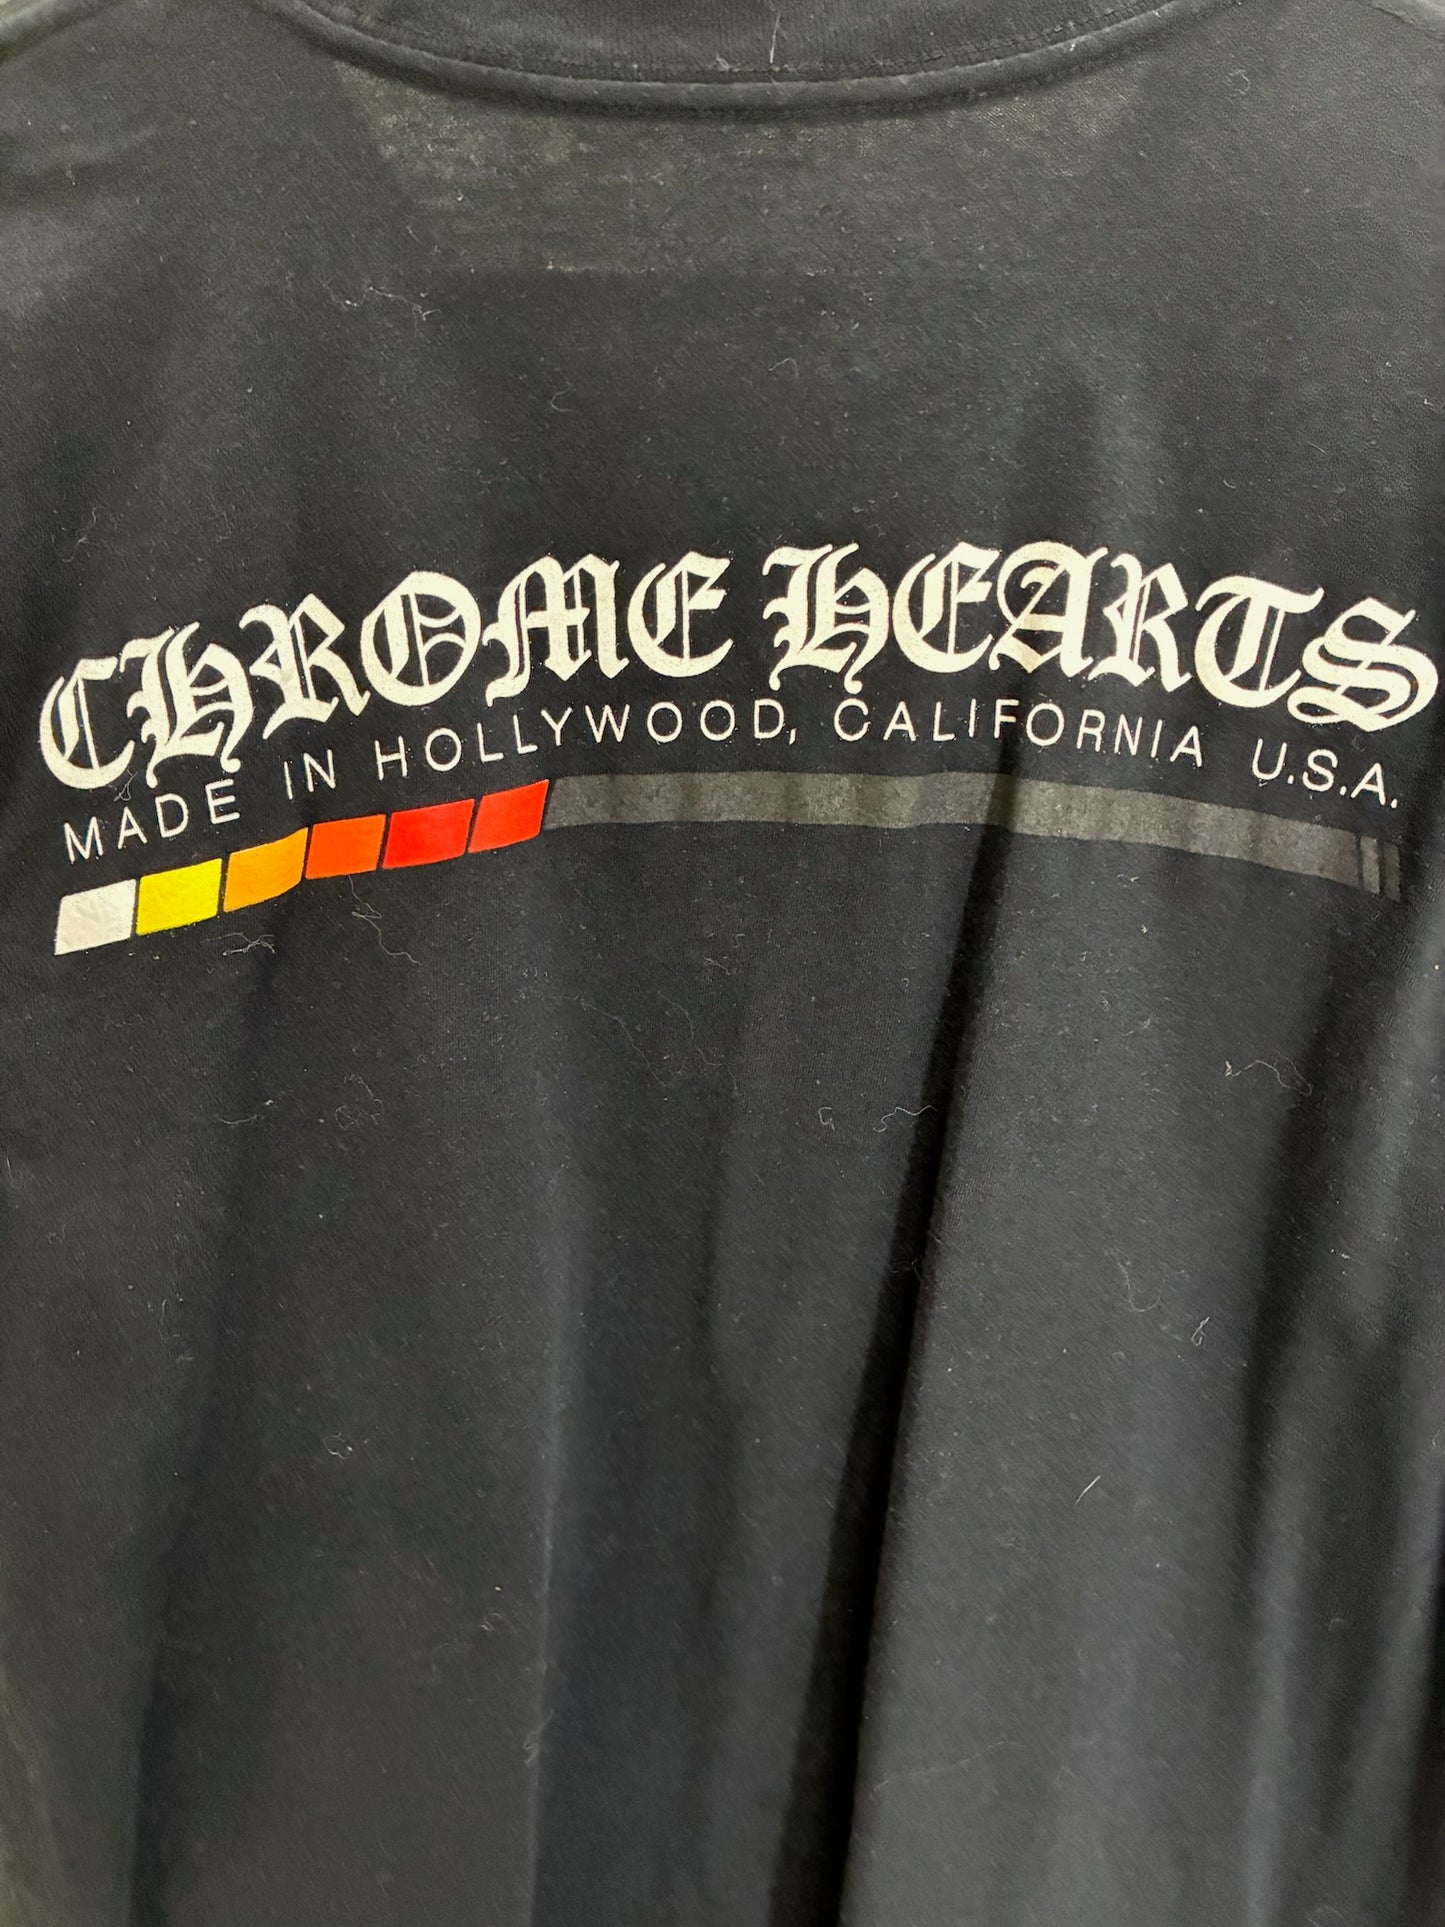 CHROME HEARTS
MADE IN HOLLYWOOD, CALIFORNIA U.S.A.